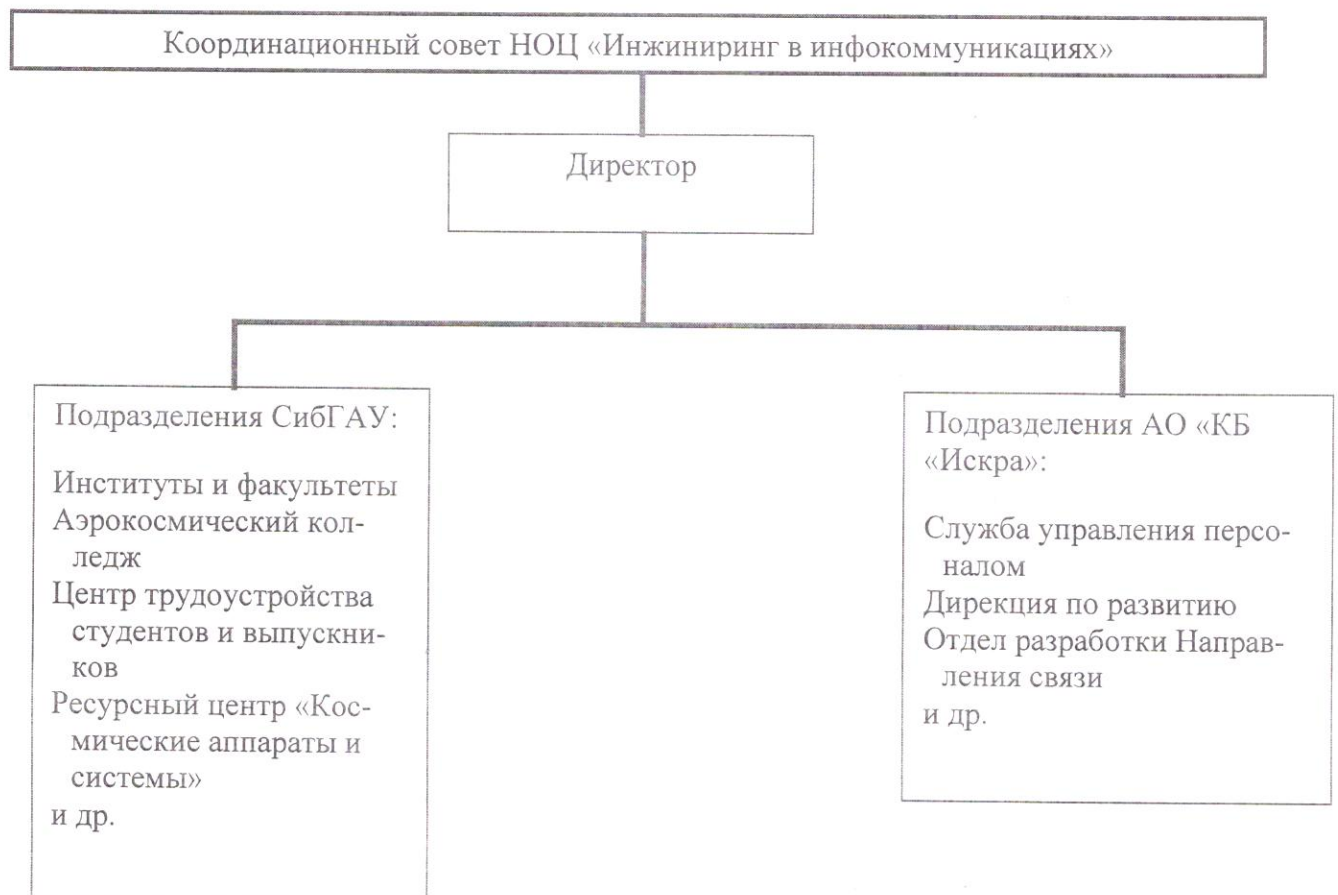 Координационный совет НОЦ «Инжиниринг в инфокоммуникациях»
Директор
Подразделения СибГАУ:
Институты и факультеты
Аэрокосмический кол-
ледж
Центр трудоустройства
студентов и выпускни-
ков
Ресурсный центр «Кос-
мические аппараты и
системы»
и др.
Подразделения АО «КБ
«Искра»:
Служба управления персо-
налом
Дирекция по развитию
Отдел разработки Направ-
ления связи
и др.